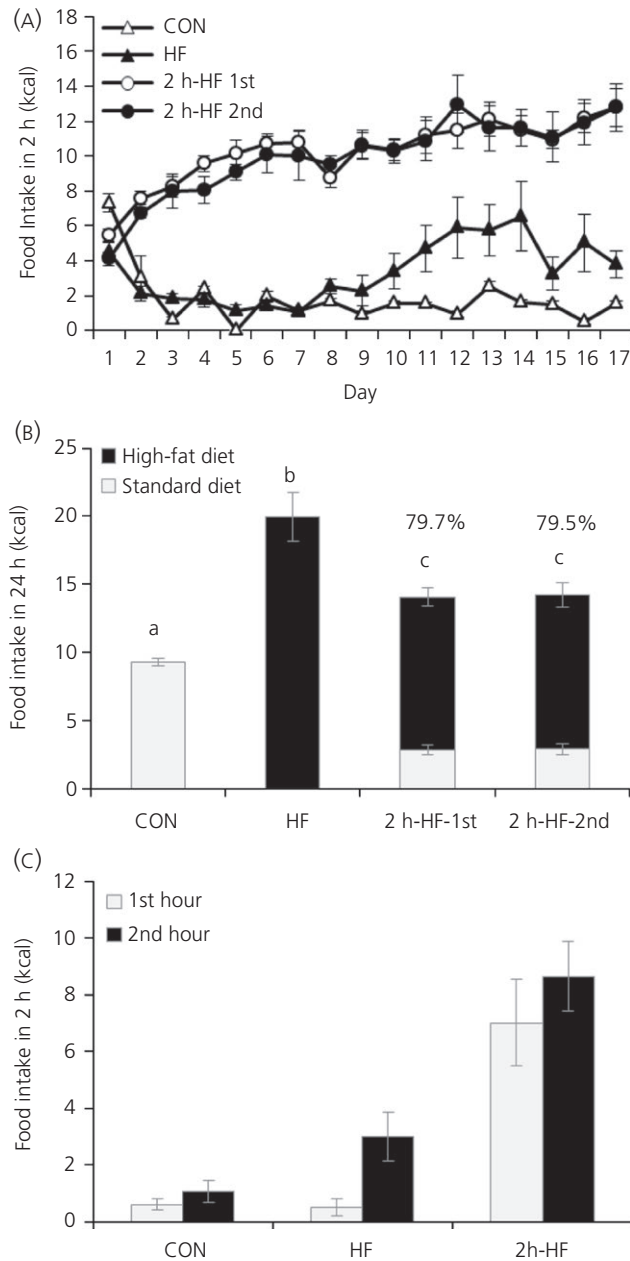 (A)
18
16
14
12
10
8
6
4
2
0
Food Intake in 2 h (kcal)
CON
HF
2 h-HF 1st
2 h-HF 2nd
1 2 3 4 5 6 7 8 9 10 11 12 13 14 15 16 17
Day
(B)
25
20
15
10
5
0
Food intake in 24 h (kcal)
High-fat diet
Standard diet
a
b
79.7%
c
79.5%
c
CON HF 2 h-HF-1st 2 h-HF-2nd
(C)
12
10
8
6
4
2
0
Food intake in 2 h (kcal)
1st hour
2nd hour
CON HF 2h-HF